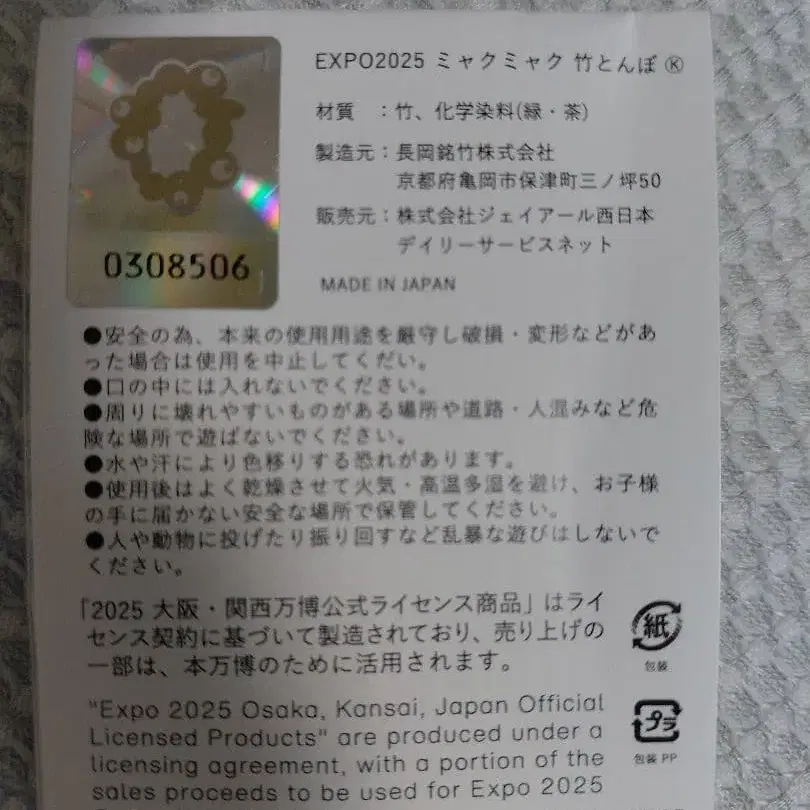 EXPO2025 ミャクミャク 竹とんぼ Ⓚ
材質 ：竹、化学染料(緑・茶)
製造元：長岡銘竹株式会社
京都府亀岡市保津町三ノ坪50
販売元：株式会社ジェイアール西日本
デイリーサービスネット
MADE IN JAPAN
0308506
●安全の為、本来の使用用途を厳守し破損・変形などがあ
った場合は使用を中止してくだい。
●口の中には入れないでください。
●周りに壊れやすいものがある場所や道路・人混みなど危
険な場所で遊ばないでください。
●水や汗により色移りする恐れがあります。
●使用後はよく乾燥させて火気・高温多湿を避け、お子様
の手に届かない安全な場所で保管してください。
●人や動物に投げたり振り回すなど乱暴な遊びはしないで
ください。
「2025 大阪・関西万博公式ライセンス商品」はライ
センス契約に基づいて製造されており、売り上げの
一部は、本万博のために活用されます。
紙
包装
プラ
包装 PP
"Expo 2025 Osaka, Kansai, Japan Official
Licensed Products" are produced under a
licensing agreement, with a portion of the
sales proceeds to be used for Expo 2025